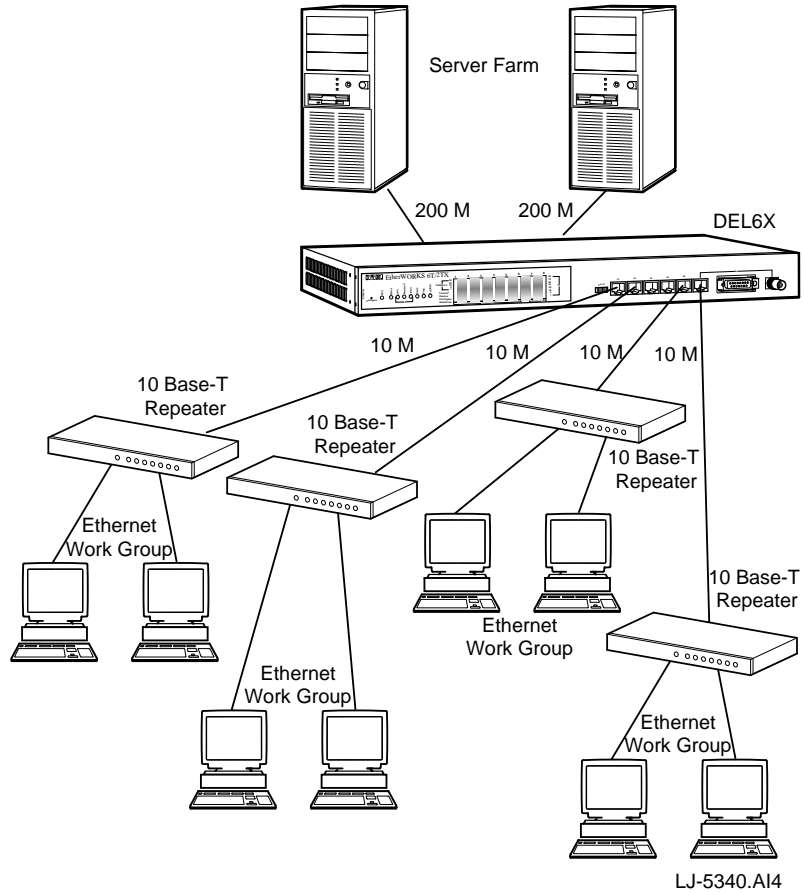 Server Farm
200 M
200 M
DEL6X
EtherWORKS 6T/2TX
10 M
10 M
10 M
10 M
10 Base-T
Repeater
10 Base-T
Repeater
10 Base-T
Repeater
Ethernet
Work Group
10 Base-T
Repeater
Ethernet
Work Group
Ethernet
Work Group
Ethernet
Work Group
LJ-5340.AI4